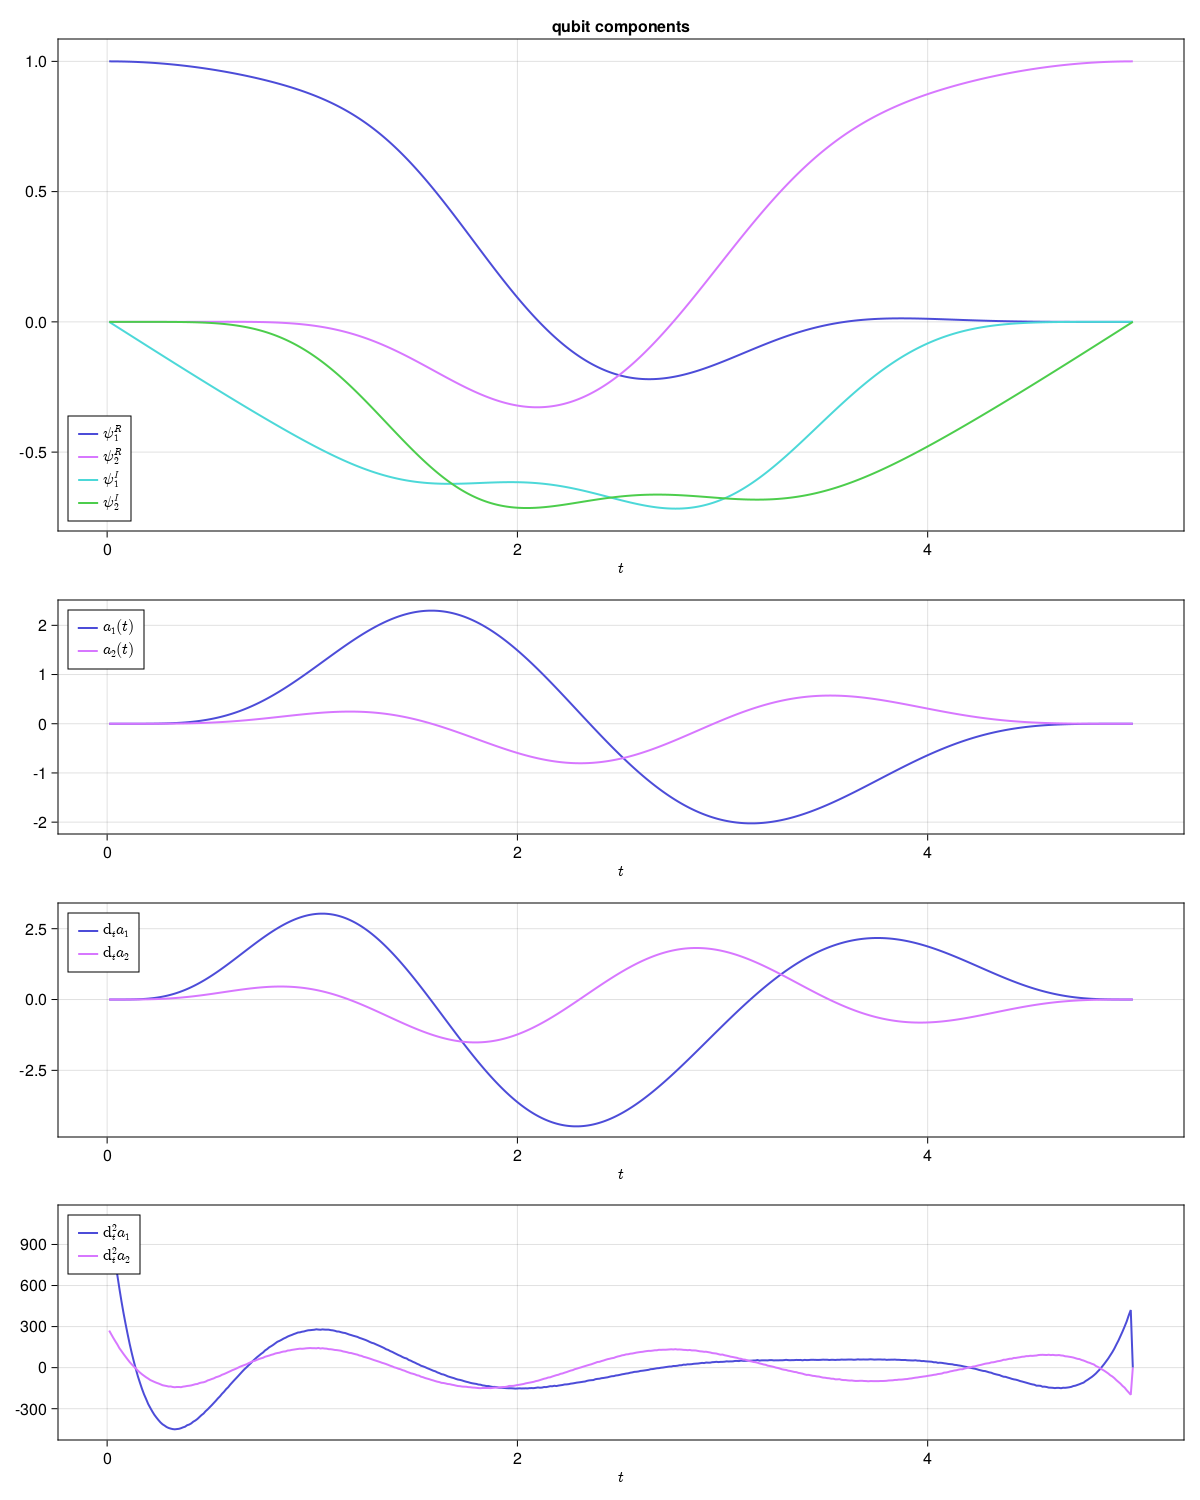 qubit components
1.0
0.5
0.0
-0.5
ψ₁ᴿ
ψ₂ᴿ
ψ₁ᴵ
ψ₂ᴵ
0 2 4
t
2
1
0
-1
-2
a₁(t)
a₂(t)
0 2 4
t
2.5
0.0
-2.5
dₜa₁
dₜa₂
0 2 4
t
900
600
300
0
-300
dₜ²a₁
dₜ²a₂
0 2 4
t